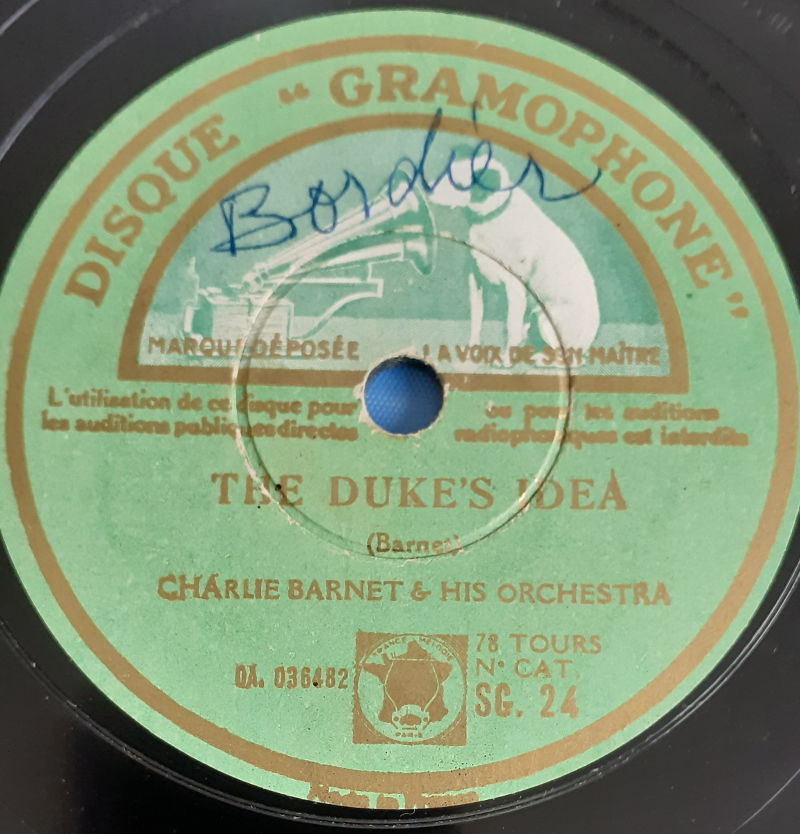 DISQUE "GRAMOPHONE"
Bordier
MARQUE DÉPOSÉE LA VOIX DE SON MAÎTRE
L'utilisation de ce disque pour ou pour les auditions
les auditions publiques directes radiophoniques est interdite
THE DUKE'S IDEA
(Barnet)
CHARLIE BARNET & HIS ORCHESTRA
78 TOURS
OA. 036482 N° CAT.
SG. 24